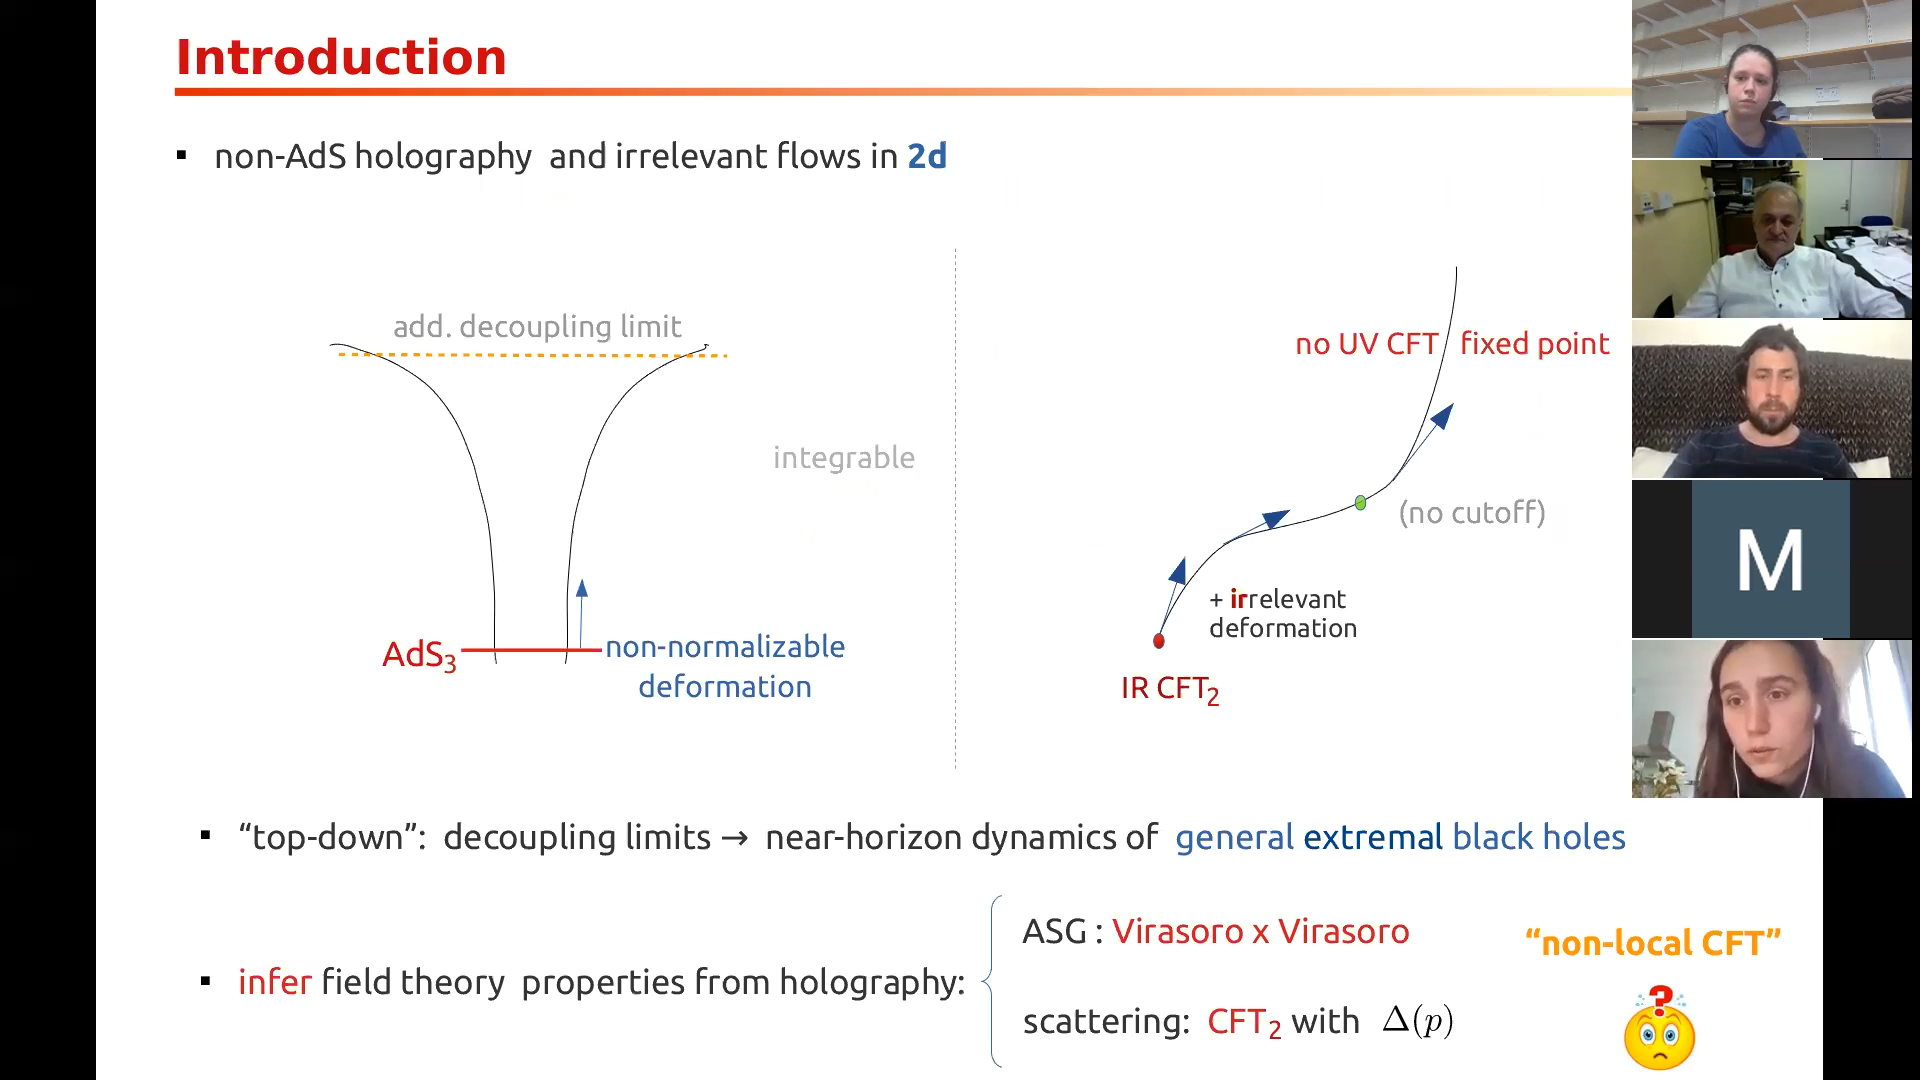 Introduction
▪ non-AdS holography and irrelevant flows in 2d
add. decoupling limit
integrable
AdS₃
non-normalizable
deformation
no UV CFT fixed point
(no cutoff)
+ irrelevant
deformation
IR CFT₂
▪ “top-down”: decoupling limits → near-horizon dynamics of general extremal black holes
▪ infer field theory properties from holography:
ASG : Virasoro x Virasoro
scattering: CFT₂ with Δ(p)
“non-local CFT”
?
M